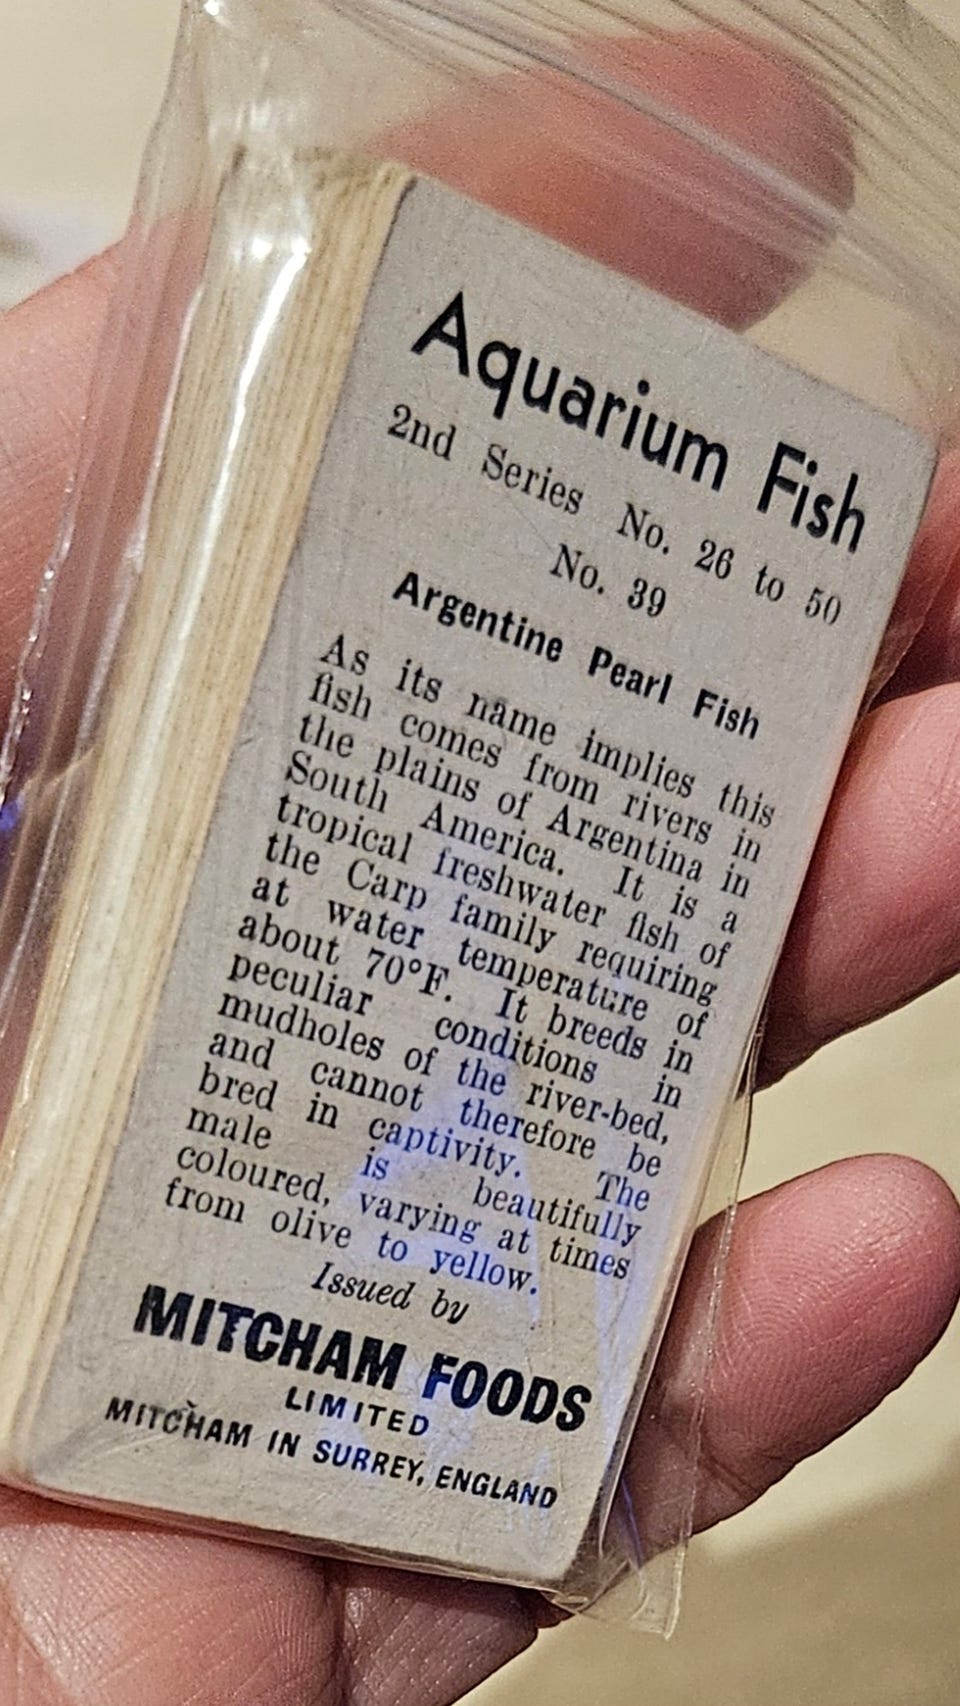 Aquarium Fish
2nd Series No. 26 to 50
No. 39
Argentine Pearl Fish
As its name implies this
fish comes from rivers in
the plains of Argentina in
South America. It is a
tropical freshwater fish of
the Carp family requiring
at water temperature of
about 70°F. It breeds in
peculiar conditions in
mudholes of the river-bed,
and cannot therefore be
bred in captivity. The
male is beautifully
coloured, varying at times
from olive to yellow.
Issued by
MITCHAM FOODS
LIMITED
MITCHAM IN SURREY, ENGLAND